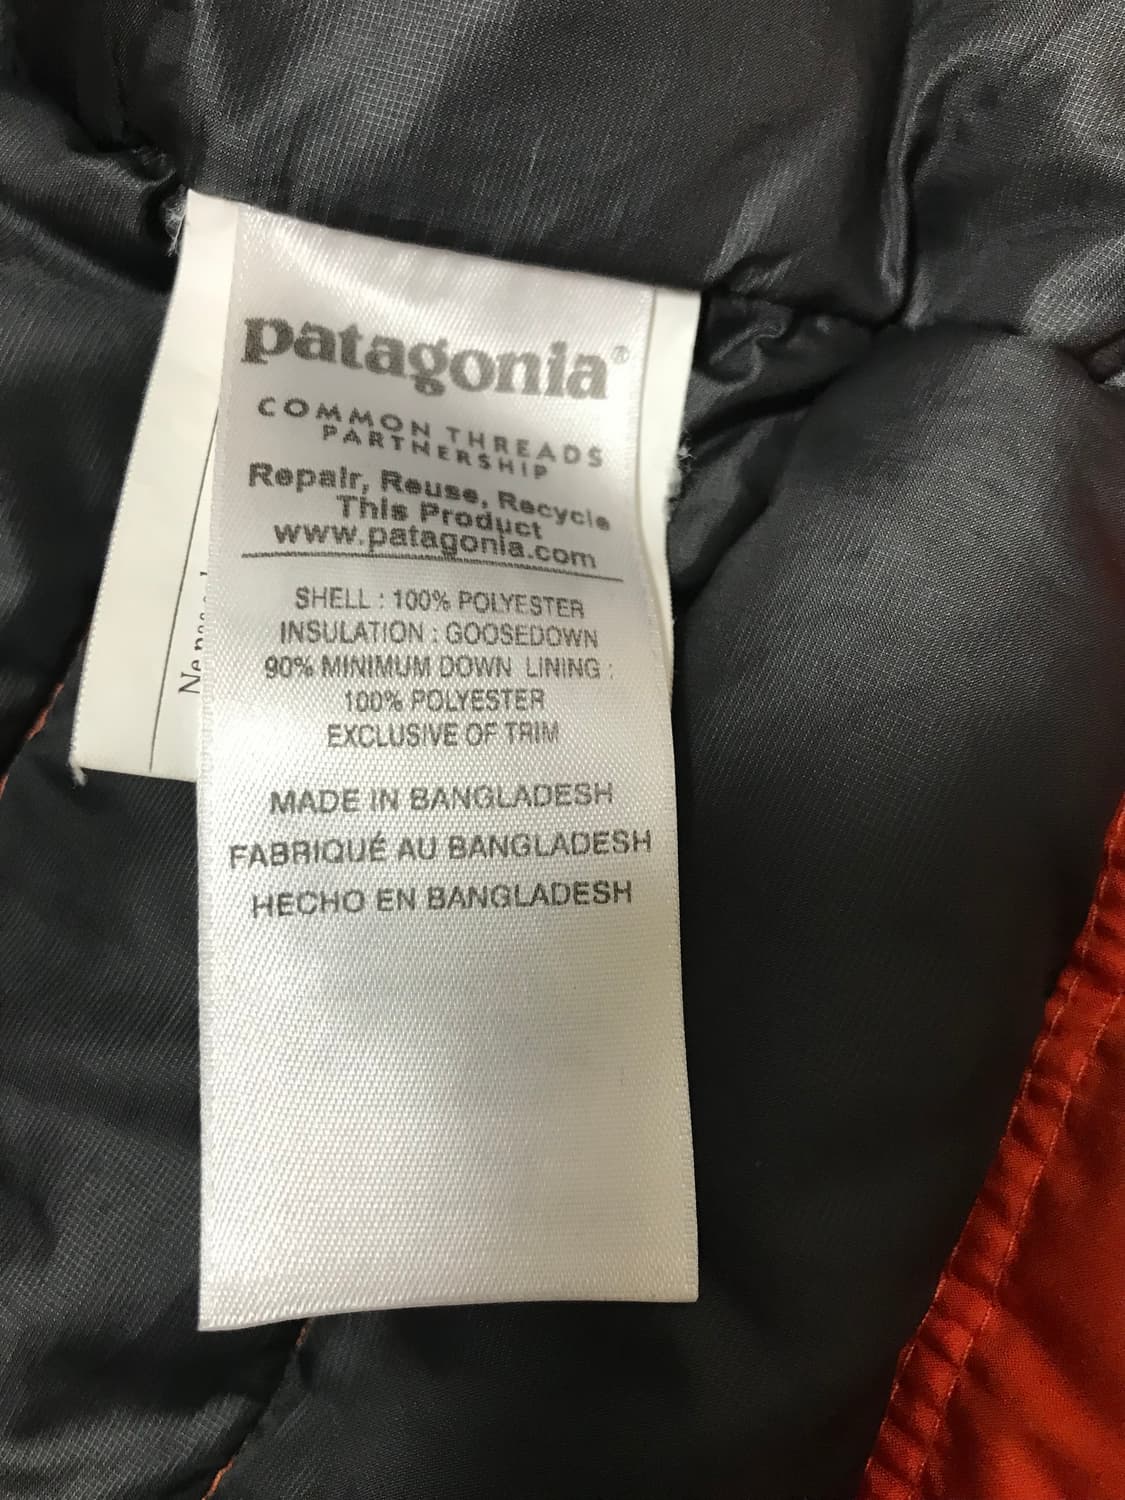 patagonia®
COMMON THREADS
PARTNERSHIP
Repair, Reuse, Recycle
This Product
www.patagonia.com
SHELL : 100% POLYESTER
INSULATION : GOOSEDOWN
90% MINIMUM DOWN LINING :
100% POLYESTER
EXCLUSIVE OF TRIM
MADE IN BANGLADESH
FABRIQUÉ AU BANGLADESH
HECHO EN BANGLADESH